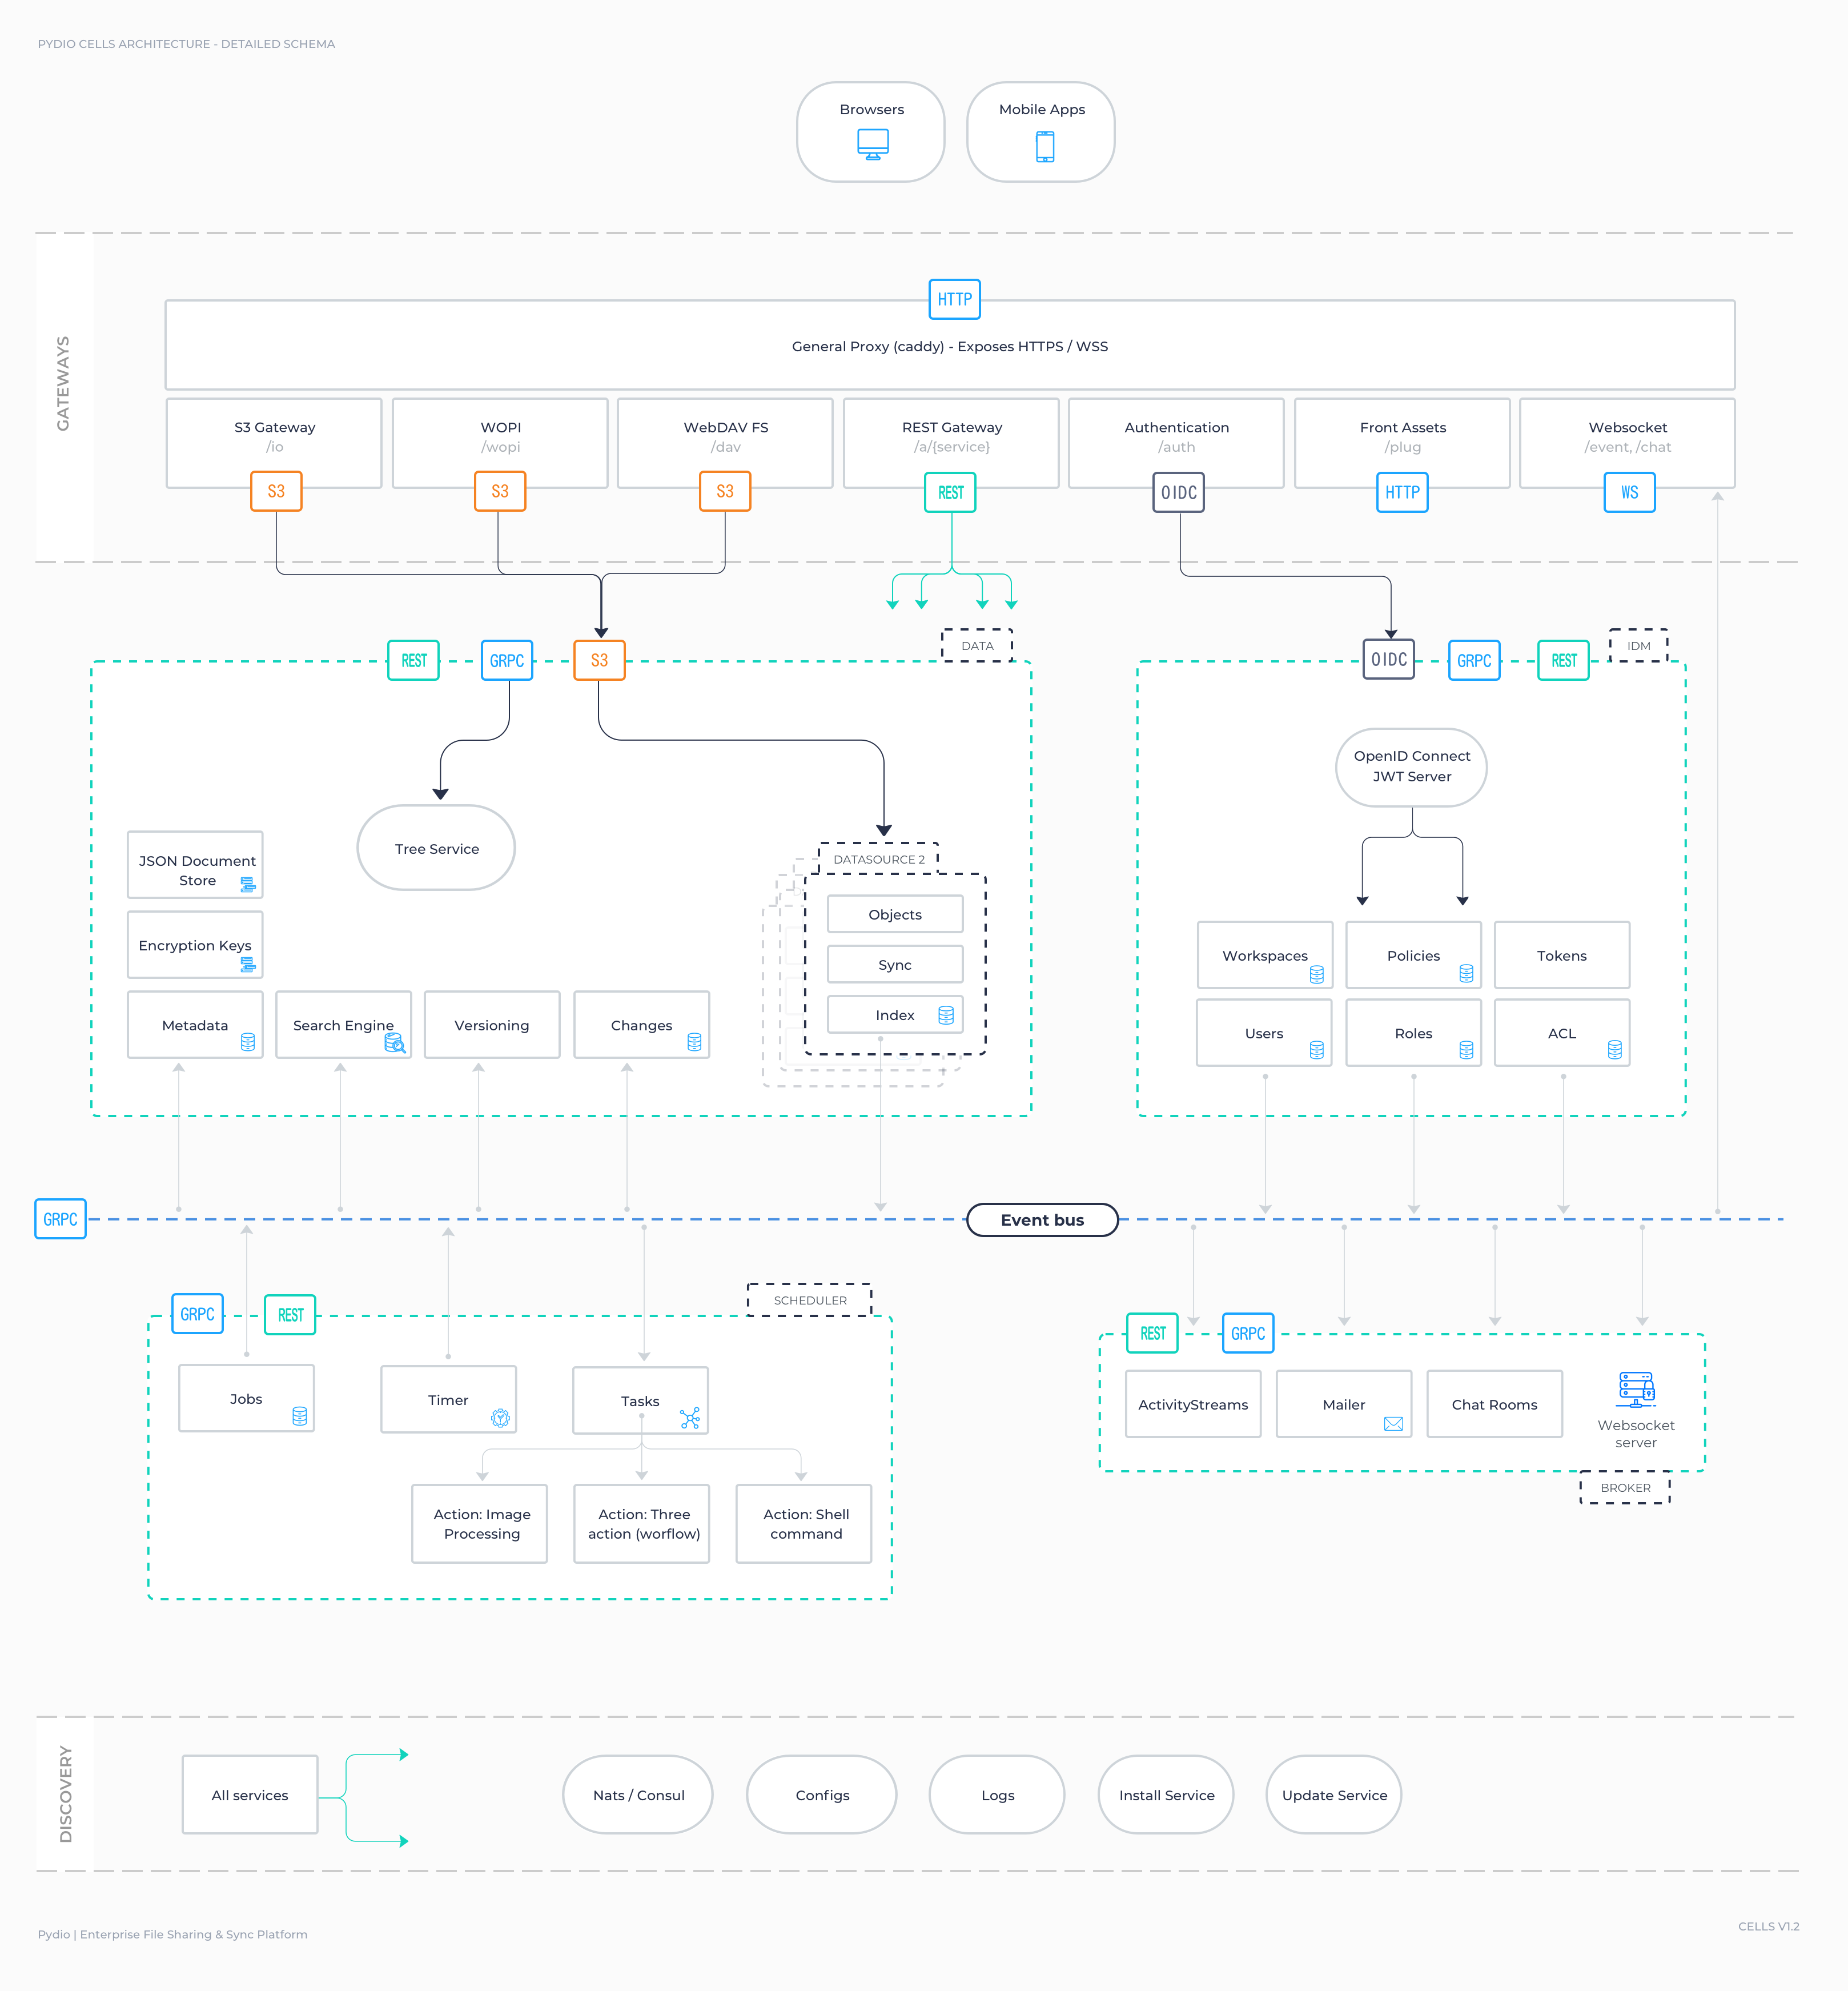 PYDIO CELLS ARCHITECTURE - DETAILED SCHEMA
Browsers
Mobile Apps
GATEWAYS
HTTP
General Proxy (caddy) - Exposes HTTPS / WSS
S3 Gateway
/io
S3
WOPI
/wopi
S3
WebDAV FS
/dav
S3
REST Gateway
/a/{service}
REST
Authentication
/auth
OIDC
Front Assets
/plug
HTTP
Websocket
/event, /chat
WS
REST
GRPC
S3
DATA
Tree Service
JSON Document
Store
Encryption Keys
Metadata
Search Engine
Versioning
Changes
DATASOURCE 2
Objects
Sync
Index
OIDC
GRPC
REST
IDM
OpenID Connect
JWT Server
Workspaces
Policies
Tokens
Users
Roles
ACL
GRPC
Event bus
GRPC
REST
SCHEDULER
Jobs
Timer
Tasks
Action: Image
Processing
Action: Three
action (worflow)
Action: Shell
command
REST
GRPC
ActivityStreams
Mailer
Chat Rooms
Websocket
server
BROKER
DISCOVERY
All services
Nats / Consul
Configs
Logs
Install Service
Update Service
Pydio | Enterprise File Sharing & Sync Platform
CELLS V1.2